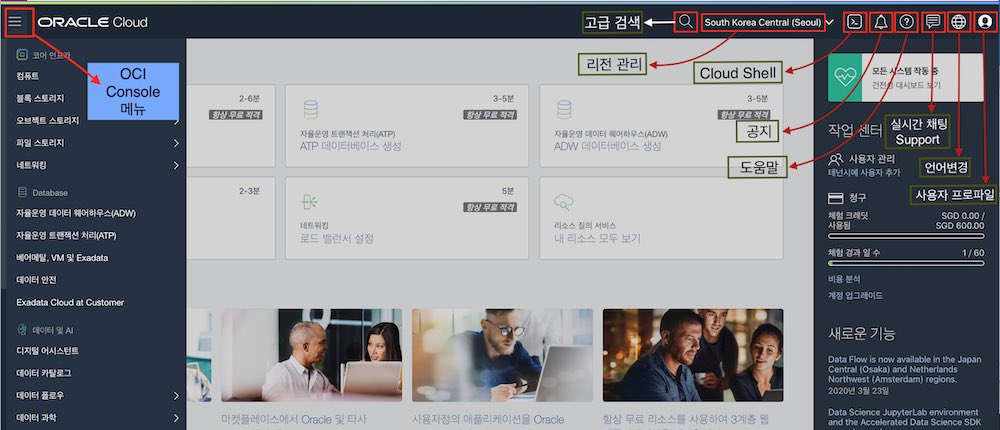 ORACLE Cloud
고급 검색
South Korea Central (Seoul)
리전 관리
Cloud Shell
공지
도움말
실시간 채팅
Support
언어변경
사용자 프로파일
OCI
Console
메뉴
코어 인프라
컴퓨트
블록 스토리지
오브젝트 스토리지
파일 스토리지
네트워킹
Database
자율운영 데이터 웨어하우스(ADW)
자율운영 트랜잭션 처리(ATP)
베어메탈, VM 및 Exadata
데이터 안전
Exadata Cloud at Customer
데이터 및 AI
디지털 어시스턴트
데이터 카탈로그
데이터 플로우
데이터 과학
2-6분
항상 무료 적격
3-5분
항상 무료 적격
자율운영 트랜잭션 처리(ATP)
ATP 데이터베이스 생성
3-5분
항상 무료 적격
자율운영 데이터 웨어하우스(ADW)
ADW 데이터베이스 생성
2-3분
5분
항상 무료 적격
네트워킹
로드 밸런서 설정
리소스 질의 서비스
내 리소스 모두 보기
마켓플레이스에서 Oracle 및 타사
사용자정의 애플리케이션을 Oracle
항상 무료 리소스를 사용하여 3계층 웹
모든 시스템 작동 중
건전성 대시보드 보기
작업 센터
사용자 관리
테넌시에 사용자 추가
청구
체험 크레딧 SGD 0.00 /
사용됨 SGD 600.00
체험 경과 일 수 1 / 60
비용 분석
계정 업그레이드
새로운 기능
Data Flow is now available in the Japan
Central (Osaka) and Netherlands
Northwest (Amsterdam) regions.
2020년 3월 23일
Data Science JupyterLab environment
and the Accelerated Data Science SDK